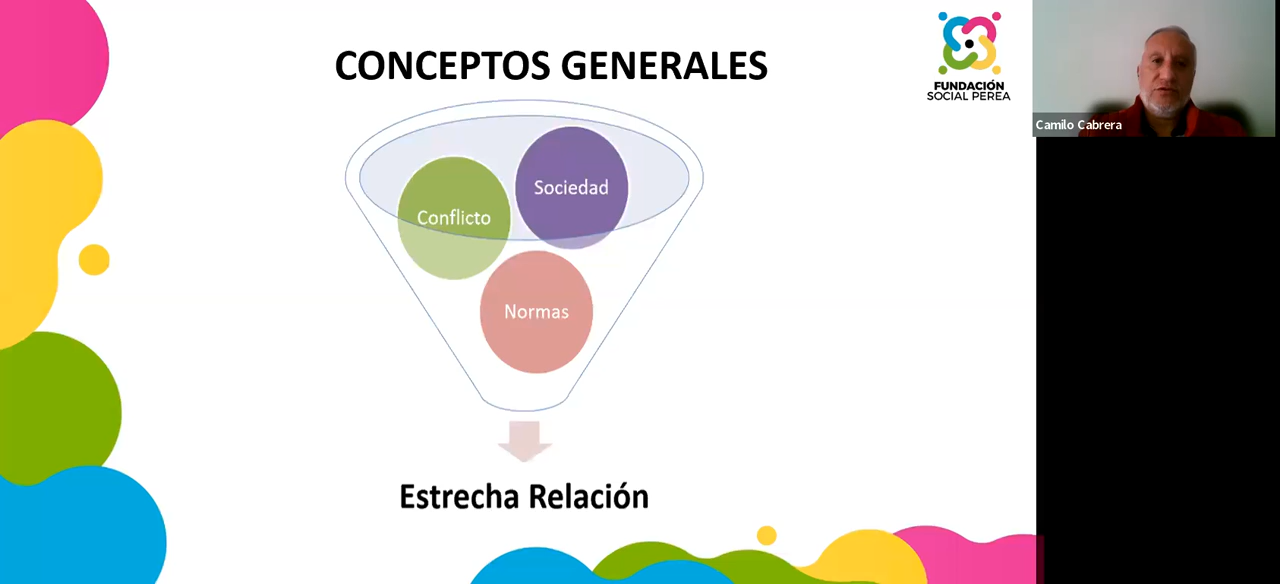 CONCEPTOS GENERALES
FUNDACIÓN
SOCIAL PEREA
Camilo Cabrera
Sociedad
Conflicto
Normas
Estrecha Relación